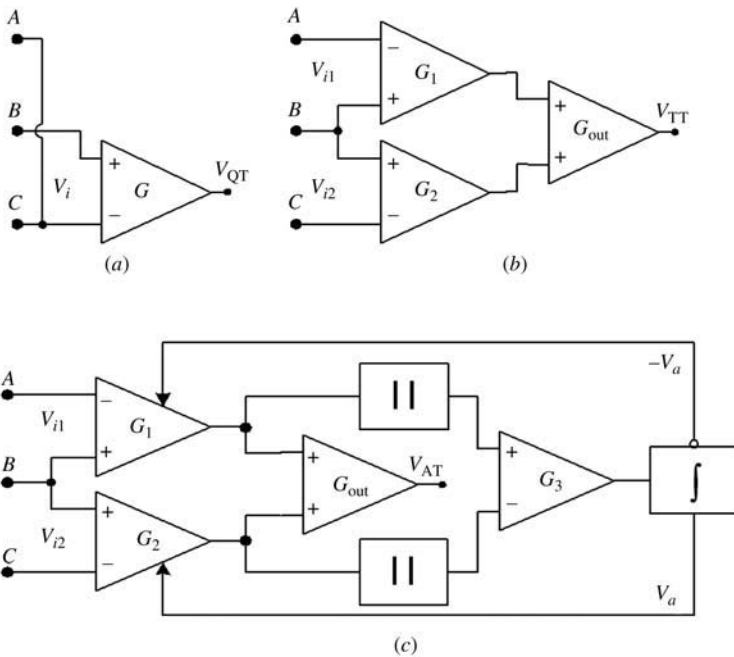 A
B
V_i
C
+
−
G
V_QT
(a)
A
V_i1
B
V_i2
C
−
G_1
+
+
G_2
−
+
G_out
+
V_TT
(b)
−V_a
A
V_i1
B
V_i2
C
−
G_1
+
+
G_2
−
| |
+
G_out
+
V_AT
| |
+
G_3
−
∫
V_a
(c)